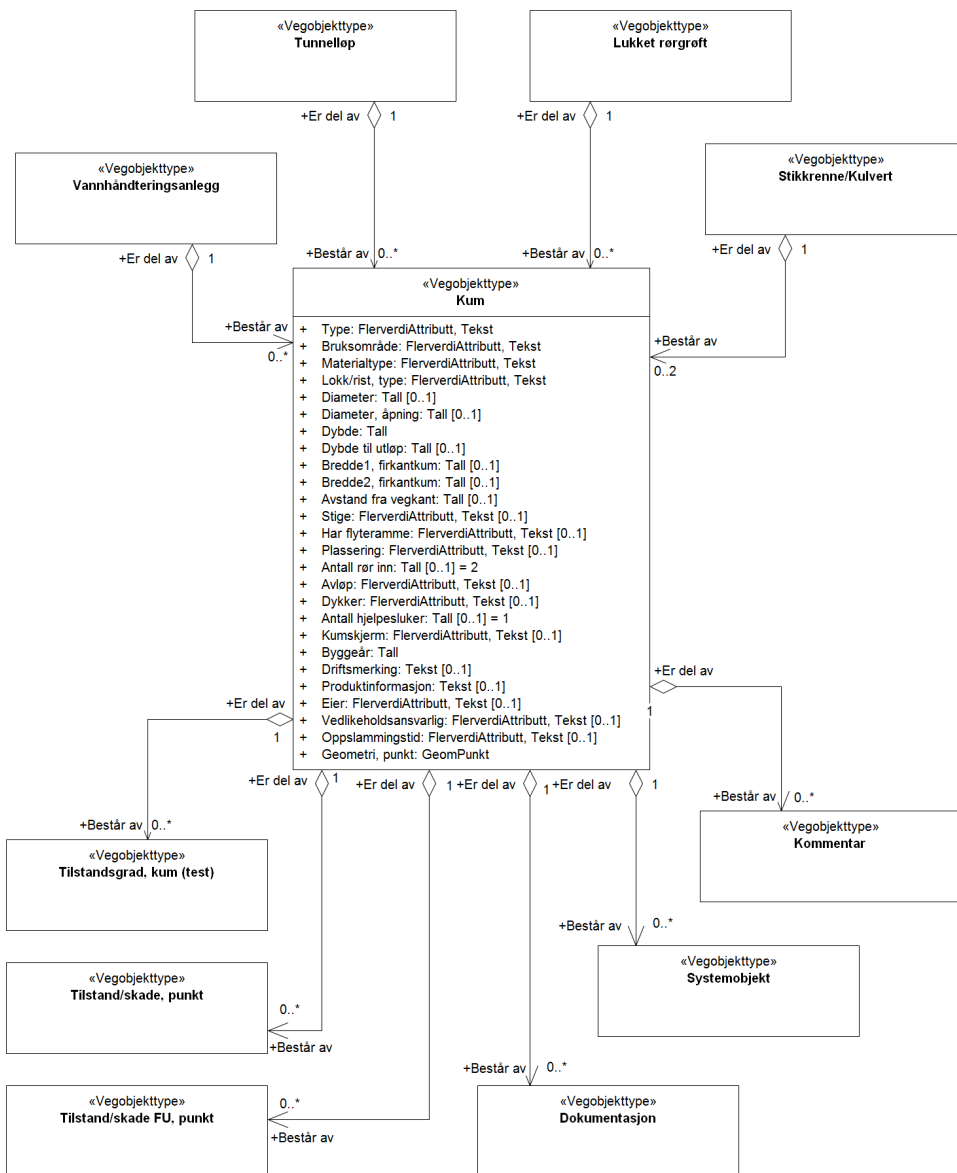 «Vegobjekttype»
Tunnelløp
«Vegobjekttype»
Lukket rørgrøft
+Er del av 1
+Er del av 1
«Vegobjekttype»
Vannhåndteringsanlegg
«Vegobjekttype»
Stikkrenne/Kulvert
+Er del av 1
+Er del av 1
+Består av 0..*
+Består av 0..*
«Vegobjekttype»
Kum
+Består av
0..*
+Består av
0..2
+ Type: FlerverdiAttributt, Tekst
+ Bruksområde: FlerverdiAttributt, Tekst
+ Materialtype: FlerverdiAttributt, Tekst
+ Lokk/rist, type: FlerverdiAttributt, Tekst
+ Diameter: Tall [0..1]
+ Diameter, åpning: Tall [0..1]
+ Dybde: Tall
+ Dybde til utløp: Tall [0..1]
+ Bredde1, firkantkum: Tall [0..1]
+ Bredde2, firkantkum: Tall [0..1]
+ Avstand fra vegkant: Tall [0..1]
+ Stige: FlerverdiAttributt, Tekst [0..1]
+ Har flyteramme: FlerverdiAttributt, Tekst [0..1]
+ Plassering: FlerverdiAttributt, Tekst [0..1]
+ Antall rør inn: Tall [0..1] = 2
+ Avløp: FlerverdiAttributt, Tekst [0..1]
+ Dykker: FlerverdiAttributt, Tekst [0..1]
+ Antall hjelpesluker: Tall [0..1] = 1
+ Kumskjerm: FlerverdiAttributt, Tekst [0..1]
+ Byggeår: Tall
+ Driftsmerking: Tekst [0..1]
+ Produktinformasjon: Tekst [0..1]
+ Eier: FlerverdiAttributt, Tekst [0..1]
+ Vedlikeholdsansvarlig: FlerverdiAttributt, Tekst [0..1]
+ Oppslammingstid: FlerverdiAttributt, Tekst [0..1]
+ Geometri, punkt: GeomPunkt
+Er del av
1
+Er del av
1
+Er del av 1
+Er del av 1
+Er del av 1
+Er del av 1
+Består av 0..*
«Vegobjekttype»
Kommentar
+Består av 0..*
«Vegobjekttype»
Tilstandsgrad, kum (test)
+Består av 0..*
«Vegobjekttype»
Systemobjekt
«Vegobjekttype»
Tilstand/skade, punkt
0..*
+Består av
+Består av 0..*
«Vegobjekttype»
Dokumentasjon
«Vegobjekttype»
Tilstand/skade FU, punkt
0..*
+Består av